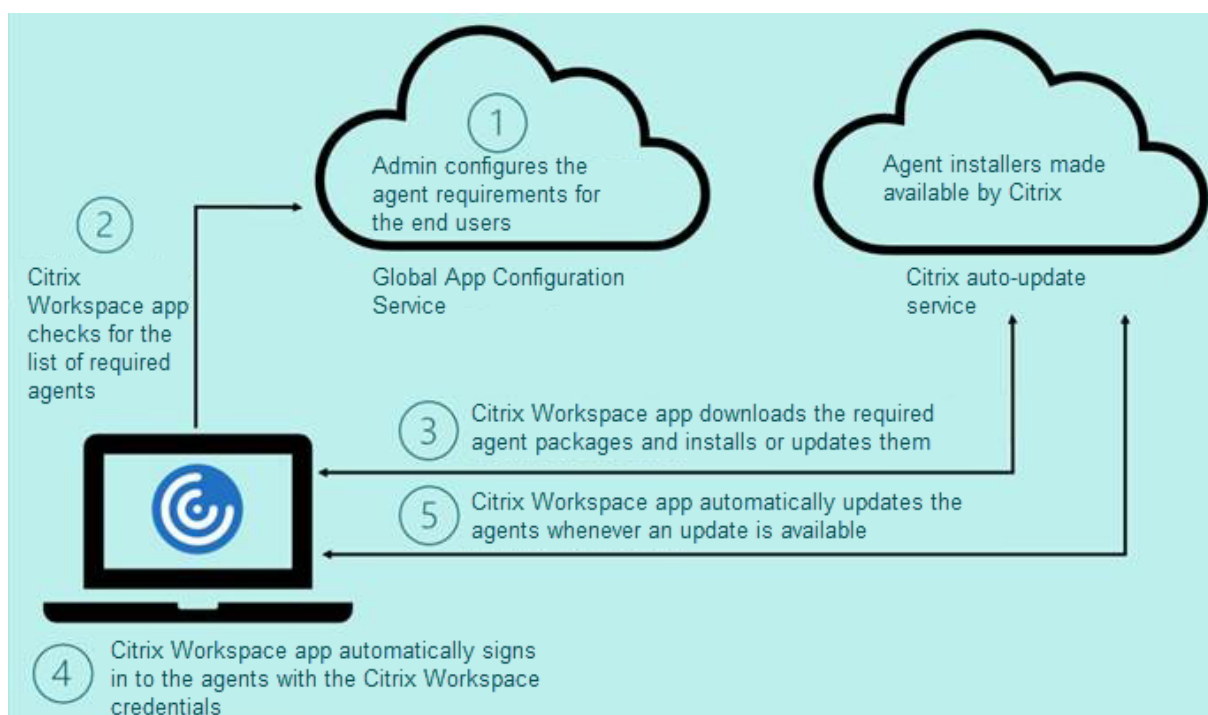 1
Admin configures the
agent requirements for
the end users
Global App Configuration
Service
Agent installers made
available by Citrix
Citrix auto-update
service
2
Citrix
Workspace app
checks for the
list of required
agents
3
Citrix Workspace app downloads the required
agent packages and installs or updates them
5
Citrix Workspace app automatically updates the
agents whenever an update is available
4
Citrix Workspace app automatically signs
in to the agents with the Citrix Workspace
credentials